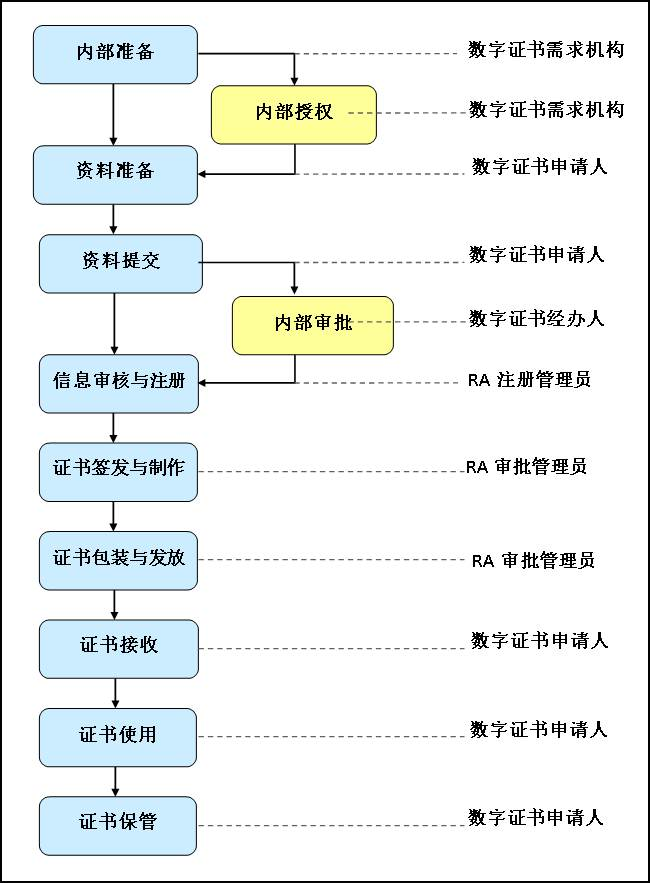 内部准备
数字证书需求机构
内部授权
数字证书需求机构
资料准备
数字证书申请人
资料提交
数字证书申请人
内部审批
数字证书经办人
信息审核与注册
RA 注册管理员
证书签发与制作
RA 审批管理员
证书包装与发放
RA 审批管理员
证书接收
数字证书申请人
证书使用
数字证书申请人
证书保管
数字证书申请人